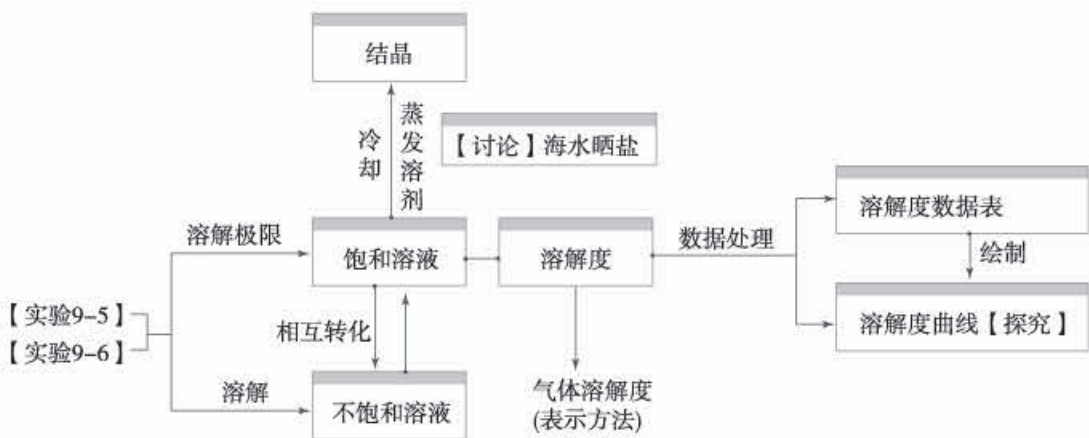 结晶
冷却
蒸发溶剂
【讨论】海水晒盐
溶解极限
饱和溶液
溶解度
数据处理
溶解度数据表
绘制
溶解度曲线【探究】
【实验9-5】
【实验9-6】
相互转化
溶解
不饱和溶液
气体溶解度
(表示方法)